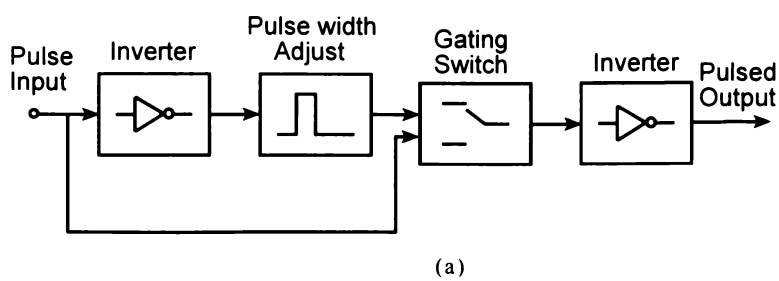 Pulse
Input
Inverter
Pulse width
Adjust
Gating
Switch
Inverter
Pulsed
Output
(a)